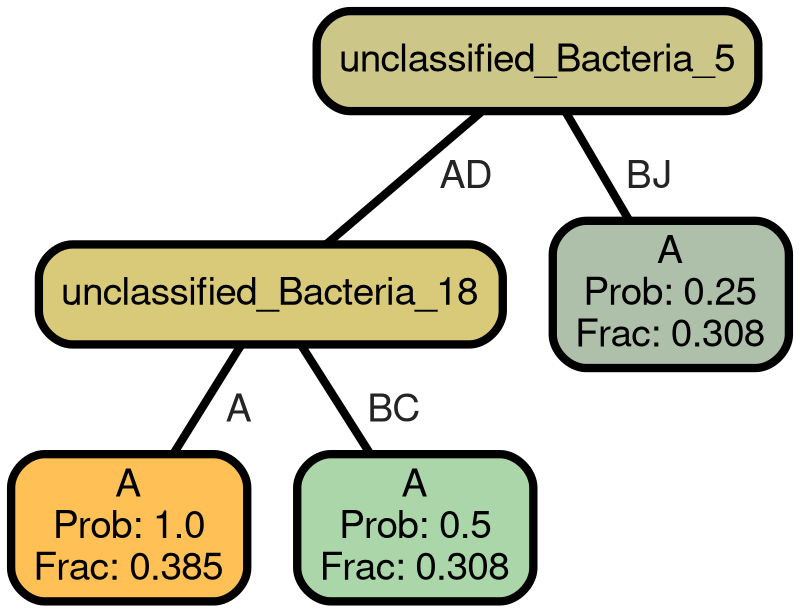 unclassified_Bacteria_5
AD
BJ
A
Prob: 0.25
Frac: 0.308
unclassified_Bacteria_18
A
BC
A
Prob: 1.0
Frac: 0.385
A
Prob: 0.5
Frac: 0.308